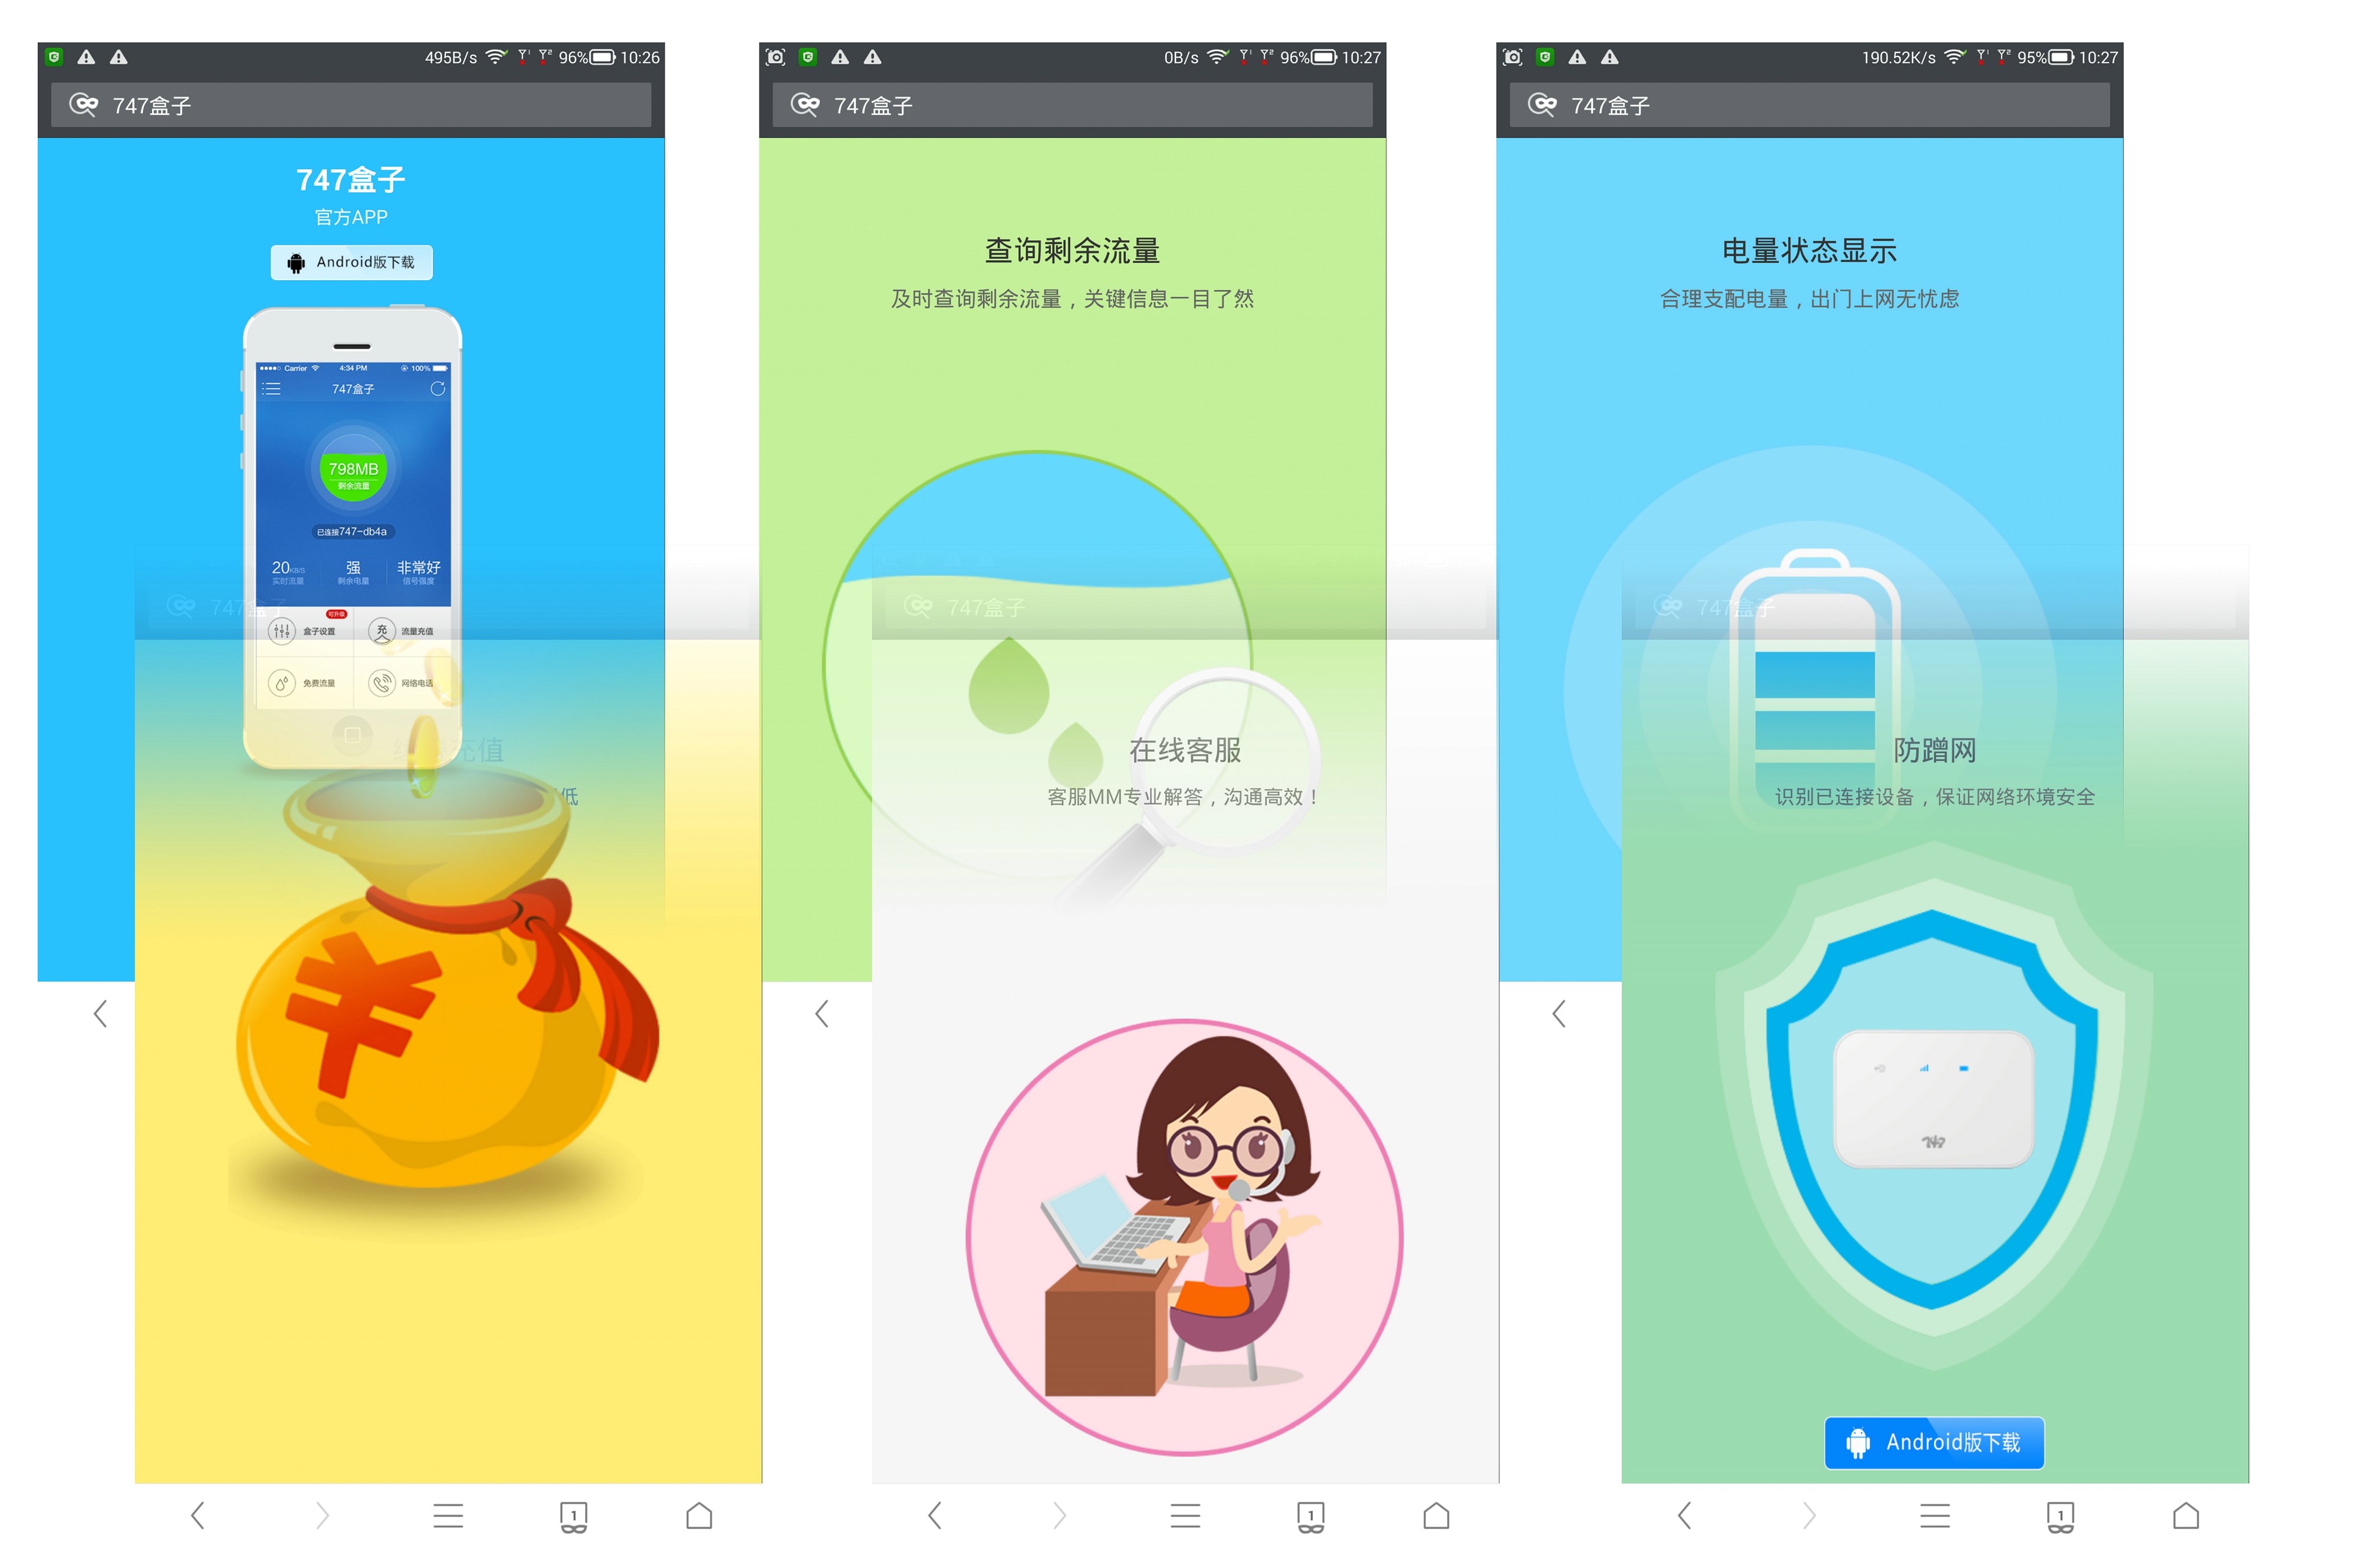 495B/s 96% 10:26
747盒子
747盒子
官方APP
Android版下载
Carrier 4:34 PM 100%
747盒子
798MB
剩余流量
已连接747-db4a
20KB/S 强 非常好
实时流量 剩余电量 信号强度
747盒子
可升级
盒子设置 充 流量充值
免费流量 网络电话
充值
低
¥
1
0B/s 96% 10:27
747盒子
查询剩余流量
及时查询剩余流量，关键信息一目了然
747盒子
在线客服
客服MM专业解答，沟通高效！
1
190.52K/s 95% 10:27
747盒子
电量状态显示
合理支配电量，出门上网无忧虑
747盒子
防蹭网
识别已连接设备，保证网络环境安全
747
Android版下载
1